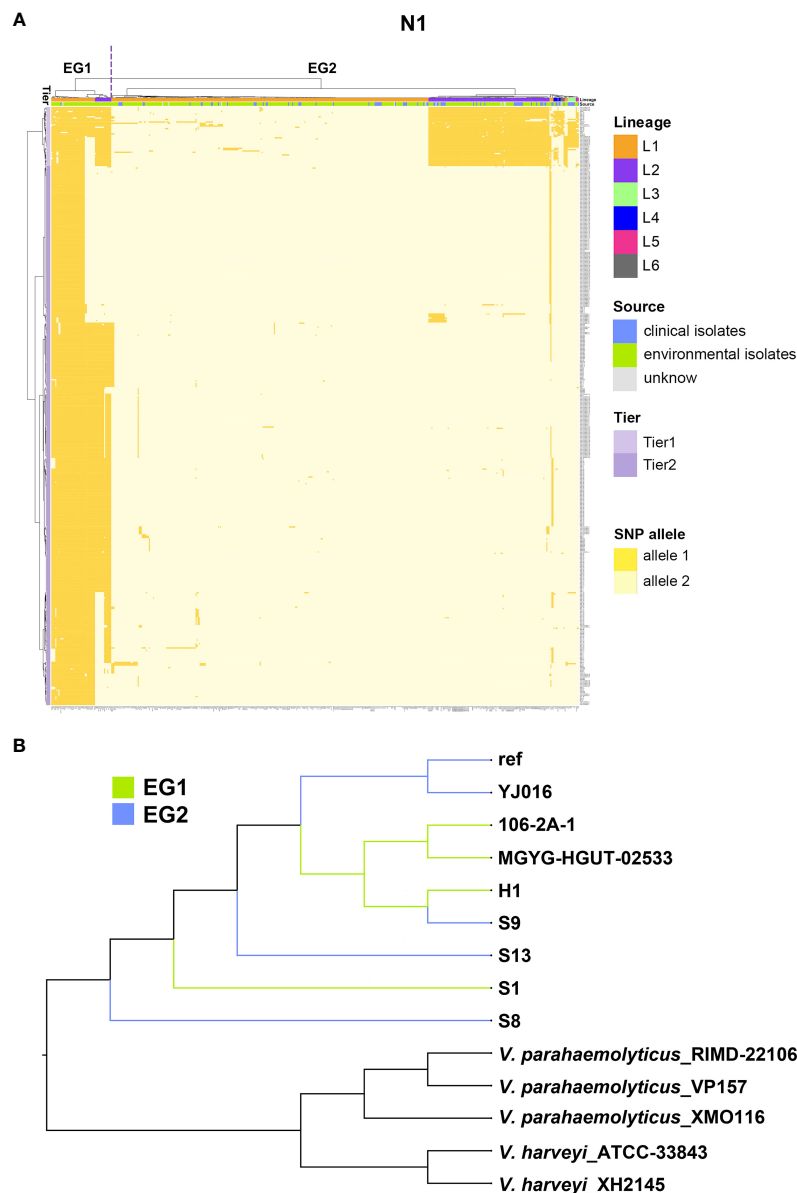 A
N1
EG1
EG2
Tier
Lineage
Source
Lineage
L1
L2
L3
L4
L5
L6
Source
clinical isolates
environmental isolates
unknow
Tier
Tier1
Tier2
SNP allele
allele 1
allele 2
B
EG1
EG2
ref
YJ016
106-2A-1
MGYG-HGUT-02533
H1
S9
S13
S1
S8
V. parahaemolyticus_RIMD-22106
V. parahaemolyticus_VP157
V. parahaemolyticus_XMO116
V. harveyi_ATCC-33843
V. harveyi_XH2145